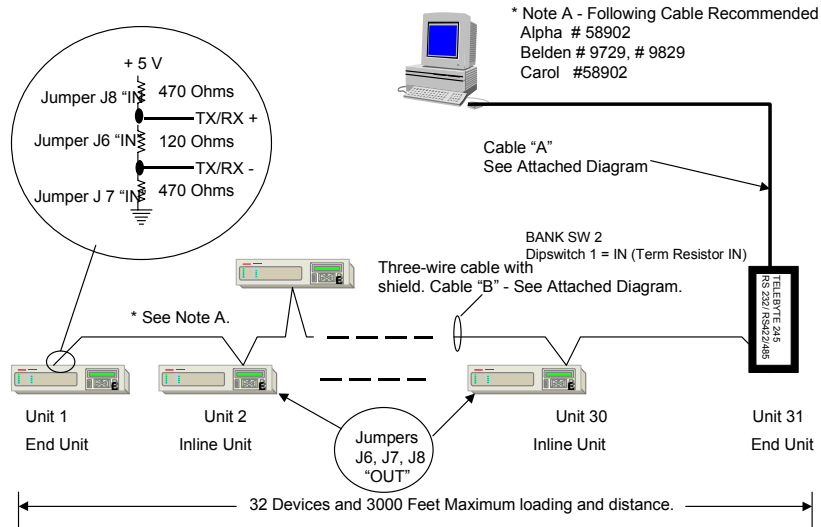 * Note A - Following Cable Recommended
Alpha # 58902
Belden # 9729, # 9829
Carol #58902
+ 5 V
Jumper J8 “IN
470 Ohms
TX/RX +
Jumper J6 “IN”
120 Ohms
TX/RX -
Jumper J 7 “IN”
470 Ohms
Cable “A”
See Attached Diagram
BANK SW 2
Dipswitch 1 = IN (Term Resistor IN)
Three-wire cable with
shield. Cable “B” - See Attached Diagram.
TELEBYTE 245
RS 232/ RS422/485
* See Note A.
E
E
E
E
Unit 1
End Unit
Unit 2
Inline Unit
Jumpers
J6, J7, J8
“OUT”
Unit 30
Inline Unit
Unit 31
End Unit
32 Devices and 3000 Feet Maximum loading and distance.